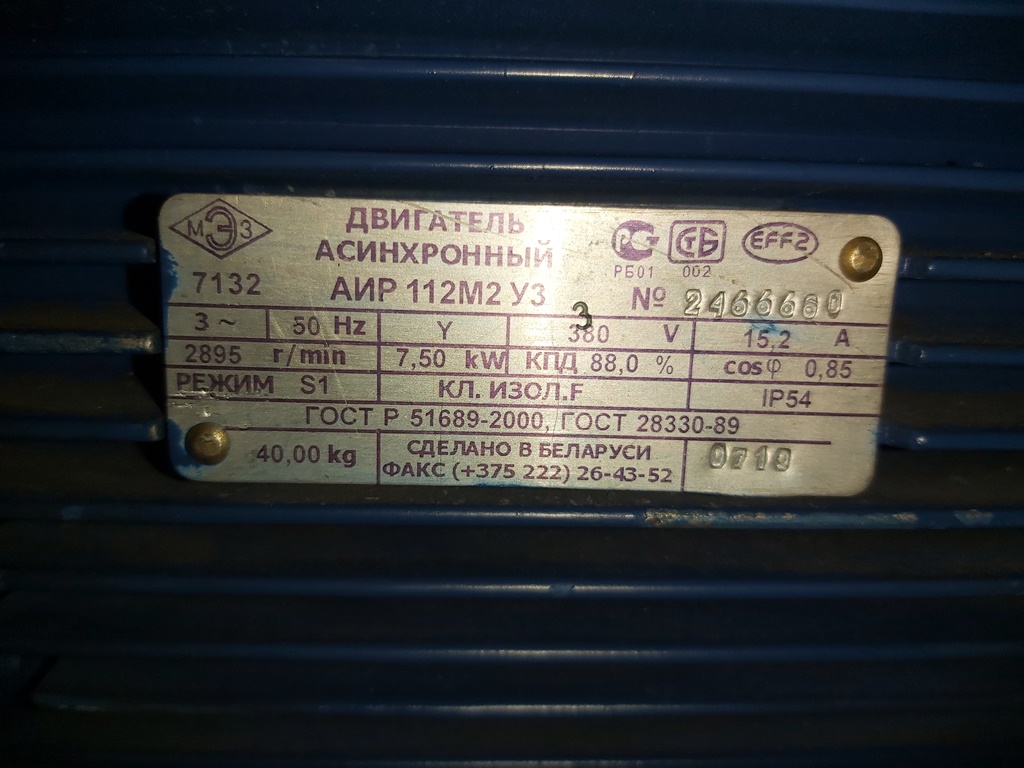 МЭЗ
ДВИГАТЕЛЬ
АСИНХРОННЫЙ
РСТ СТБ EFF2
РБ01 002
7132 АИР 112М2 У3 № 2466660
3
3 ~ 50 Hz Y 380 V 15,2 A
2895 r/min 7,50 kW КПД 88,0 % cosφ 0,85
РЕЖИМ S1 КЛ. ИЗОЛ.F IP54
ГОСТ Р 51689-2000, ГОСТ 28330-89
40,00 kg СДЕЛАНО В БЕЛАРУСИ 0710
ФАКС (+375 222) 26-43-52